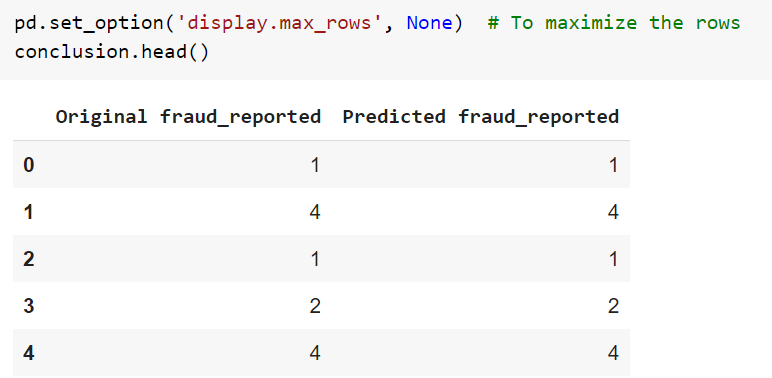 pd.set_option('display.max_rows', None)  # To maximize the rows
conclusion.head()
Original fraud_reported Predicted fraud_reported
0 1 1
1 4 4
2 1 1
3 2 2
4 4 4